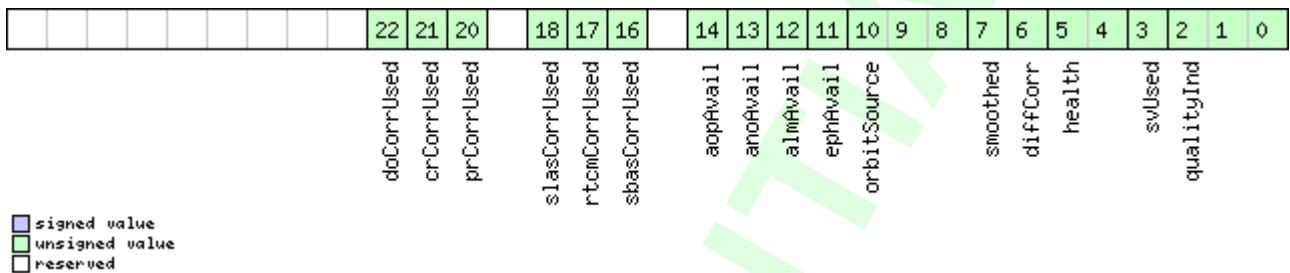 22 21 20 18 17 16 14 13 12 11 10 9 8 7 6 5 4 3 2 1 0
doCorrUsed
crCorrUsed
prCorrUsed
slasCorrUsed
rtcmCorrUsed
sbasCorrUsed
aopAvail
anoAvail
almAvail
ephAvail
orbitSource
smoothed
diffCorr
health
svUsed
qualityInd
signed value
unsigned value
reserved